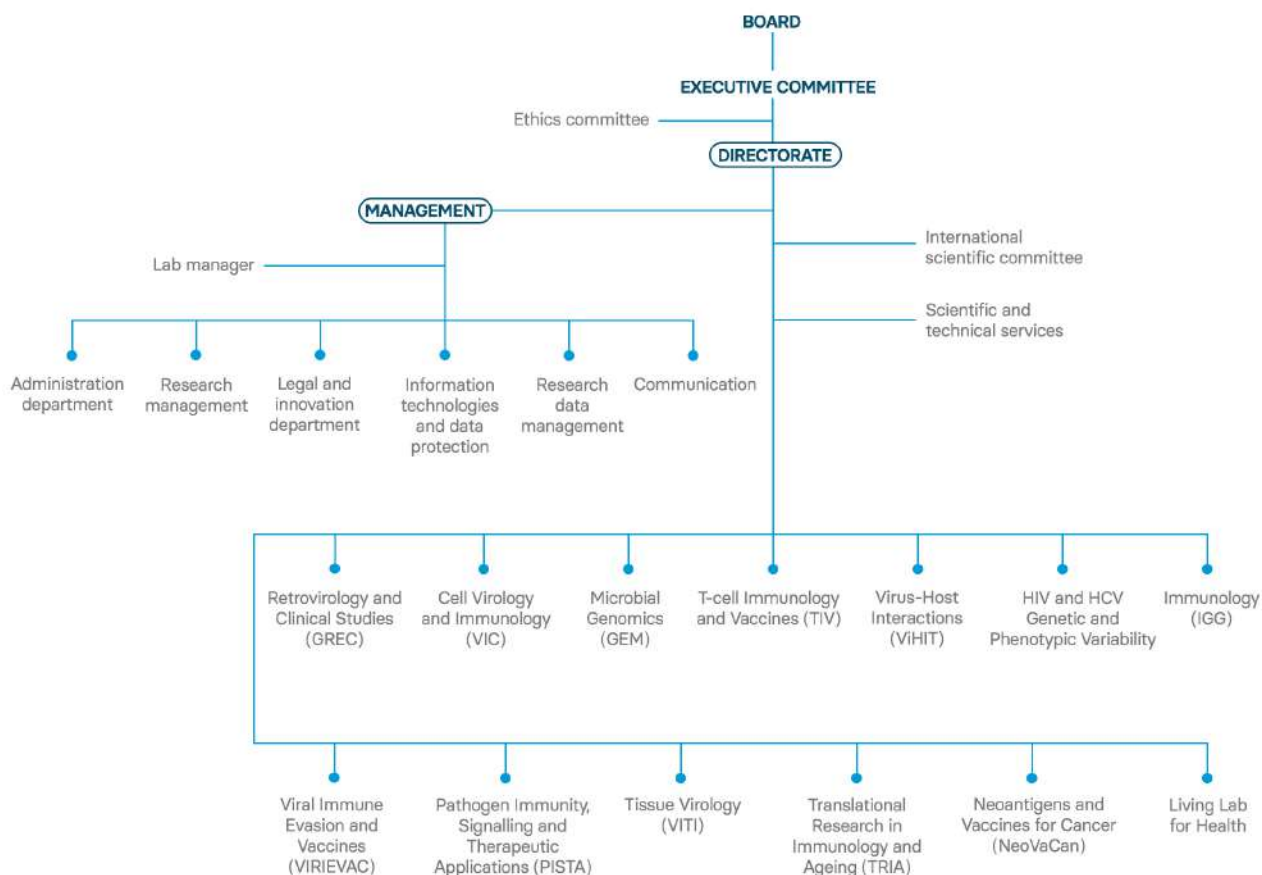 BOARD
EXECUTIVE COMMITTEE
Ethics committee
DIRECTORATE
MANAGEMENT
International
scientific committee
Lab manager
Scientific and
technical services
Administration
department
Research
management
Legal and
innovation
department
Information
technologies
and data
protection
Research
data
management
Communication
Retrovirology and
Clinical Studies
(GREC)
Cell Virology
and Immunology
(VIC)
Microbial
Genomics
(GEM)
T-cell Immunology
and Vaccines (TIV)
Virus-Host
Interactions
(ViHIT)
HIV and HCV
Genetic and
Phenotypic Variability
Immunology
(IGG)
Viral Immune
Evasion and
Vaccines
(VIRIEVAC)
Pathogen Immunity,
Signalling and
Therapeutic
Applications (PISTA)
Tissue Virology
(VITI)
Translational
Research in
Immunology and
Ageing (TRIA)
Neoantigens and
Vaccines for Cancer
(NeoVaCan)
Living Lab
for Health